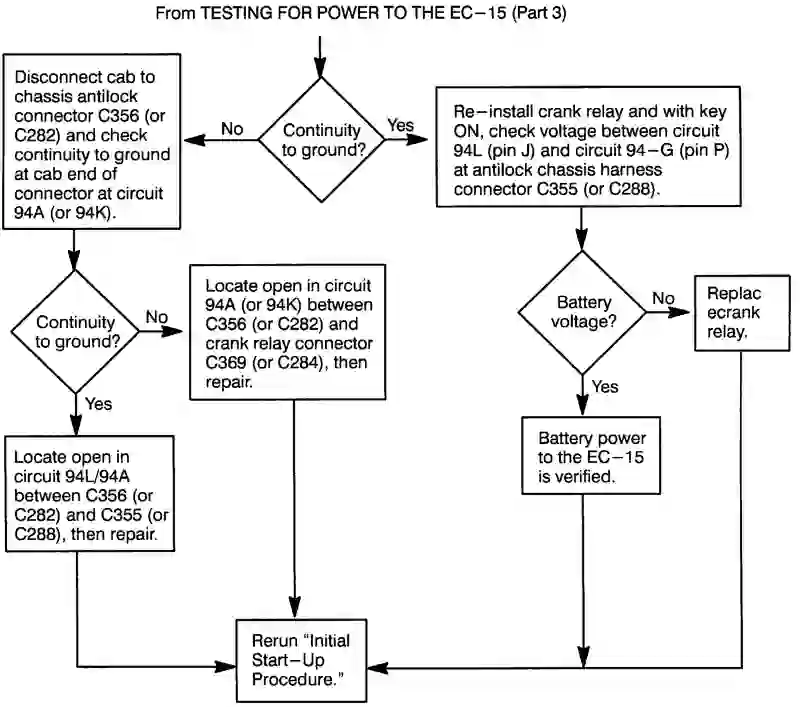 From TESTING FOR POWER TO THE EC-15 (Part 3)
Disconnect cab to
chassis antilock
connector C356 (or
C282) and check
continuity to ground
at cab end of
connector at circuit
94A (or 94K).
No
Continuity
to ground?
Yes
Re-install crank relay and with key
ON, check voltage between circuit
94L (pin J) and circuit 94-G (pin P)
at antilock chassis harness
connector C355 (or C288).
Continuity
to ground?
No
Locate open in circuit
94A (or 94K) between
C356 (or C282) and
crank relay connector
C369 (or C284), then
repair.
Battery
voltage?
No
Replac
ecrank
relay.
Yes
Yes
Locate open in
circuit 94L/94A
between C356 (or
C282) and C355 (or
C288), then repair.
Battery power
to the EC-15
is verified.
Rerun “Initial
Start-Up
Procedure.”